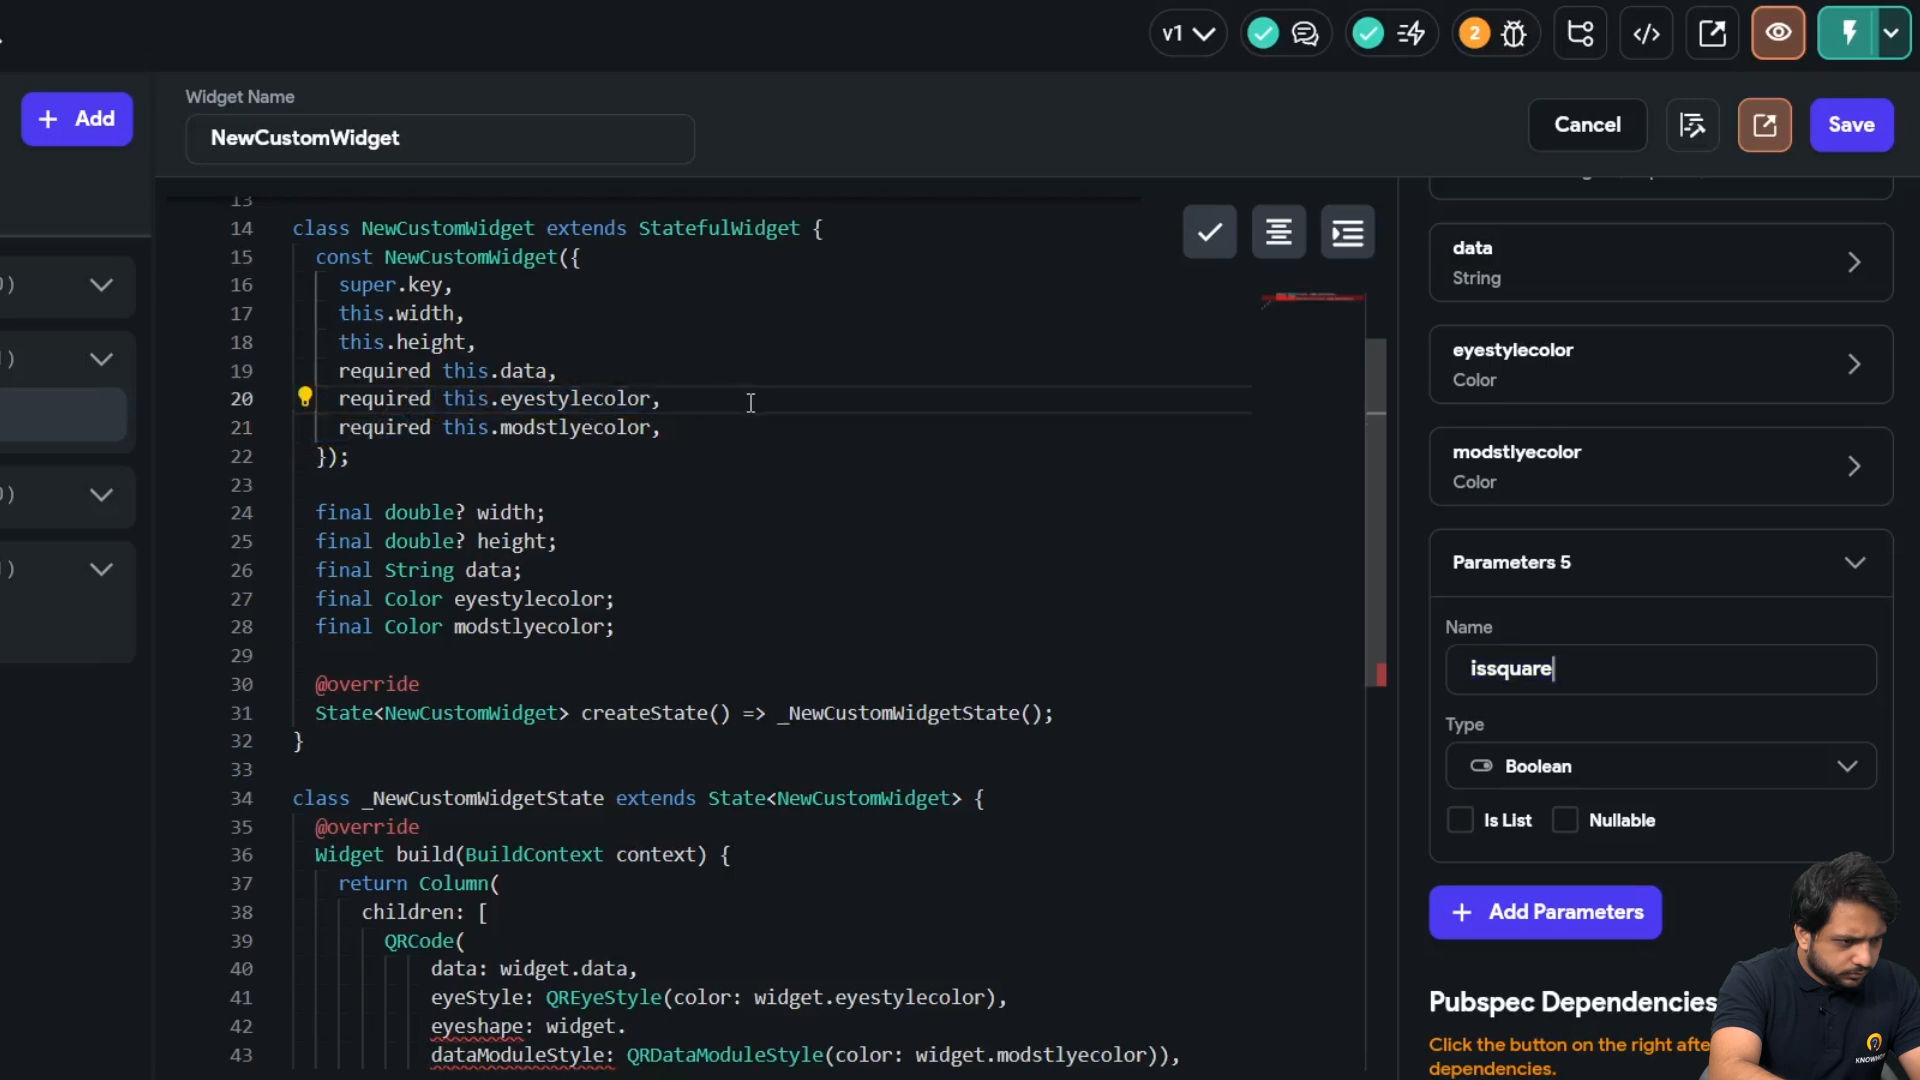 v1
2
Add
Widget Name
NewCustomWidget
Cancel
Save
13
14 class NewCustomWidget extends StatefulWidget {
15 const NewCustomWidget({
16 super.key,
17 this.width,
18 this.height,
19 required this.data,
20 required this.eyestylecolor,
21 required this.modstlyecolor,
22 });
23
24 final double? width;
25 final double? height;
26 final String data;
27 final Color eyestylecolor;
28 final Color modstlyecolor;
29
30 @override
31 State<NewCustomWidget> createState() => _NewCustomWidgetState();
32 }
33
34 class _NewCustomWidgetState extends State<NewCustomWidget> {
35 @override
36 Widget build(BuildContext context) {
37 return Column(
38 children: [
39 QRCode(
40 data: widget.data,
41 eyeStyle: QREyeStyle(color: widget.eyestylecolor),
42 eyeshape: widget.
43 dataModuleStyle: QRDataModuleStyle(color: widget.modstlyecolor)),
data
String
eyestylecolor
Color
modstlyecolor
Color
Parameters 5
Name
issquare
Type
Boolean
Is List Nullable
+ Add Parameters
Pubspec Dependencies
Click the button on the right afte
dependencies.